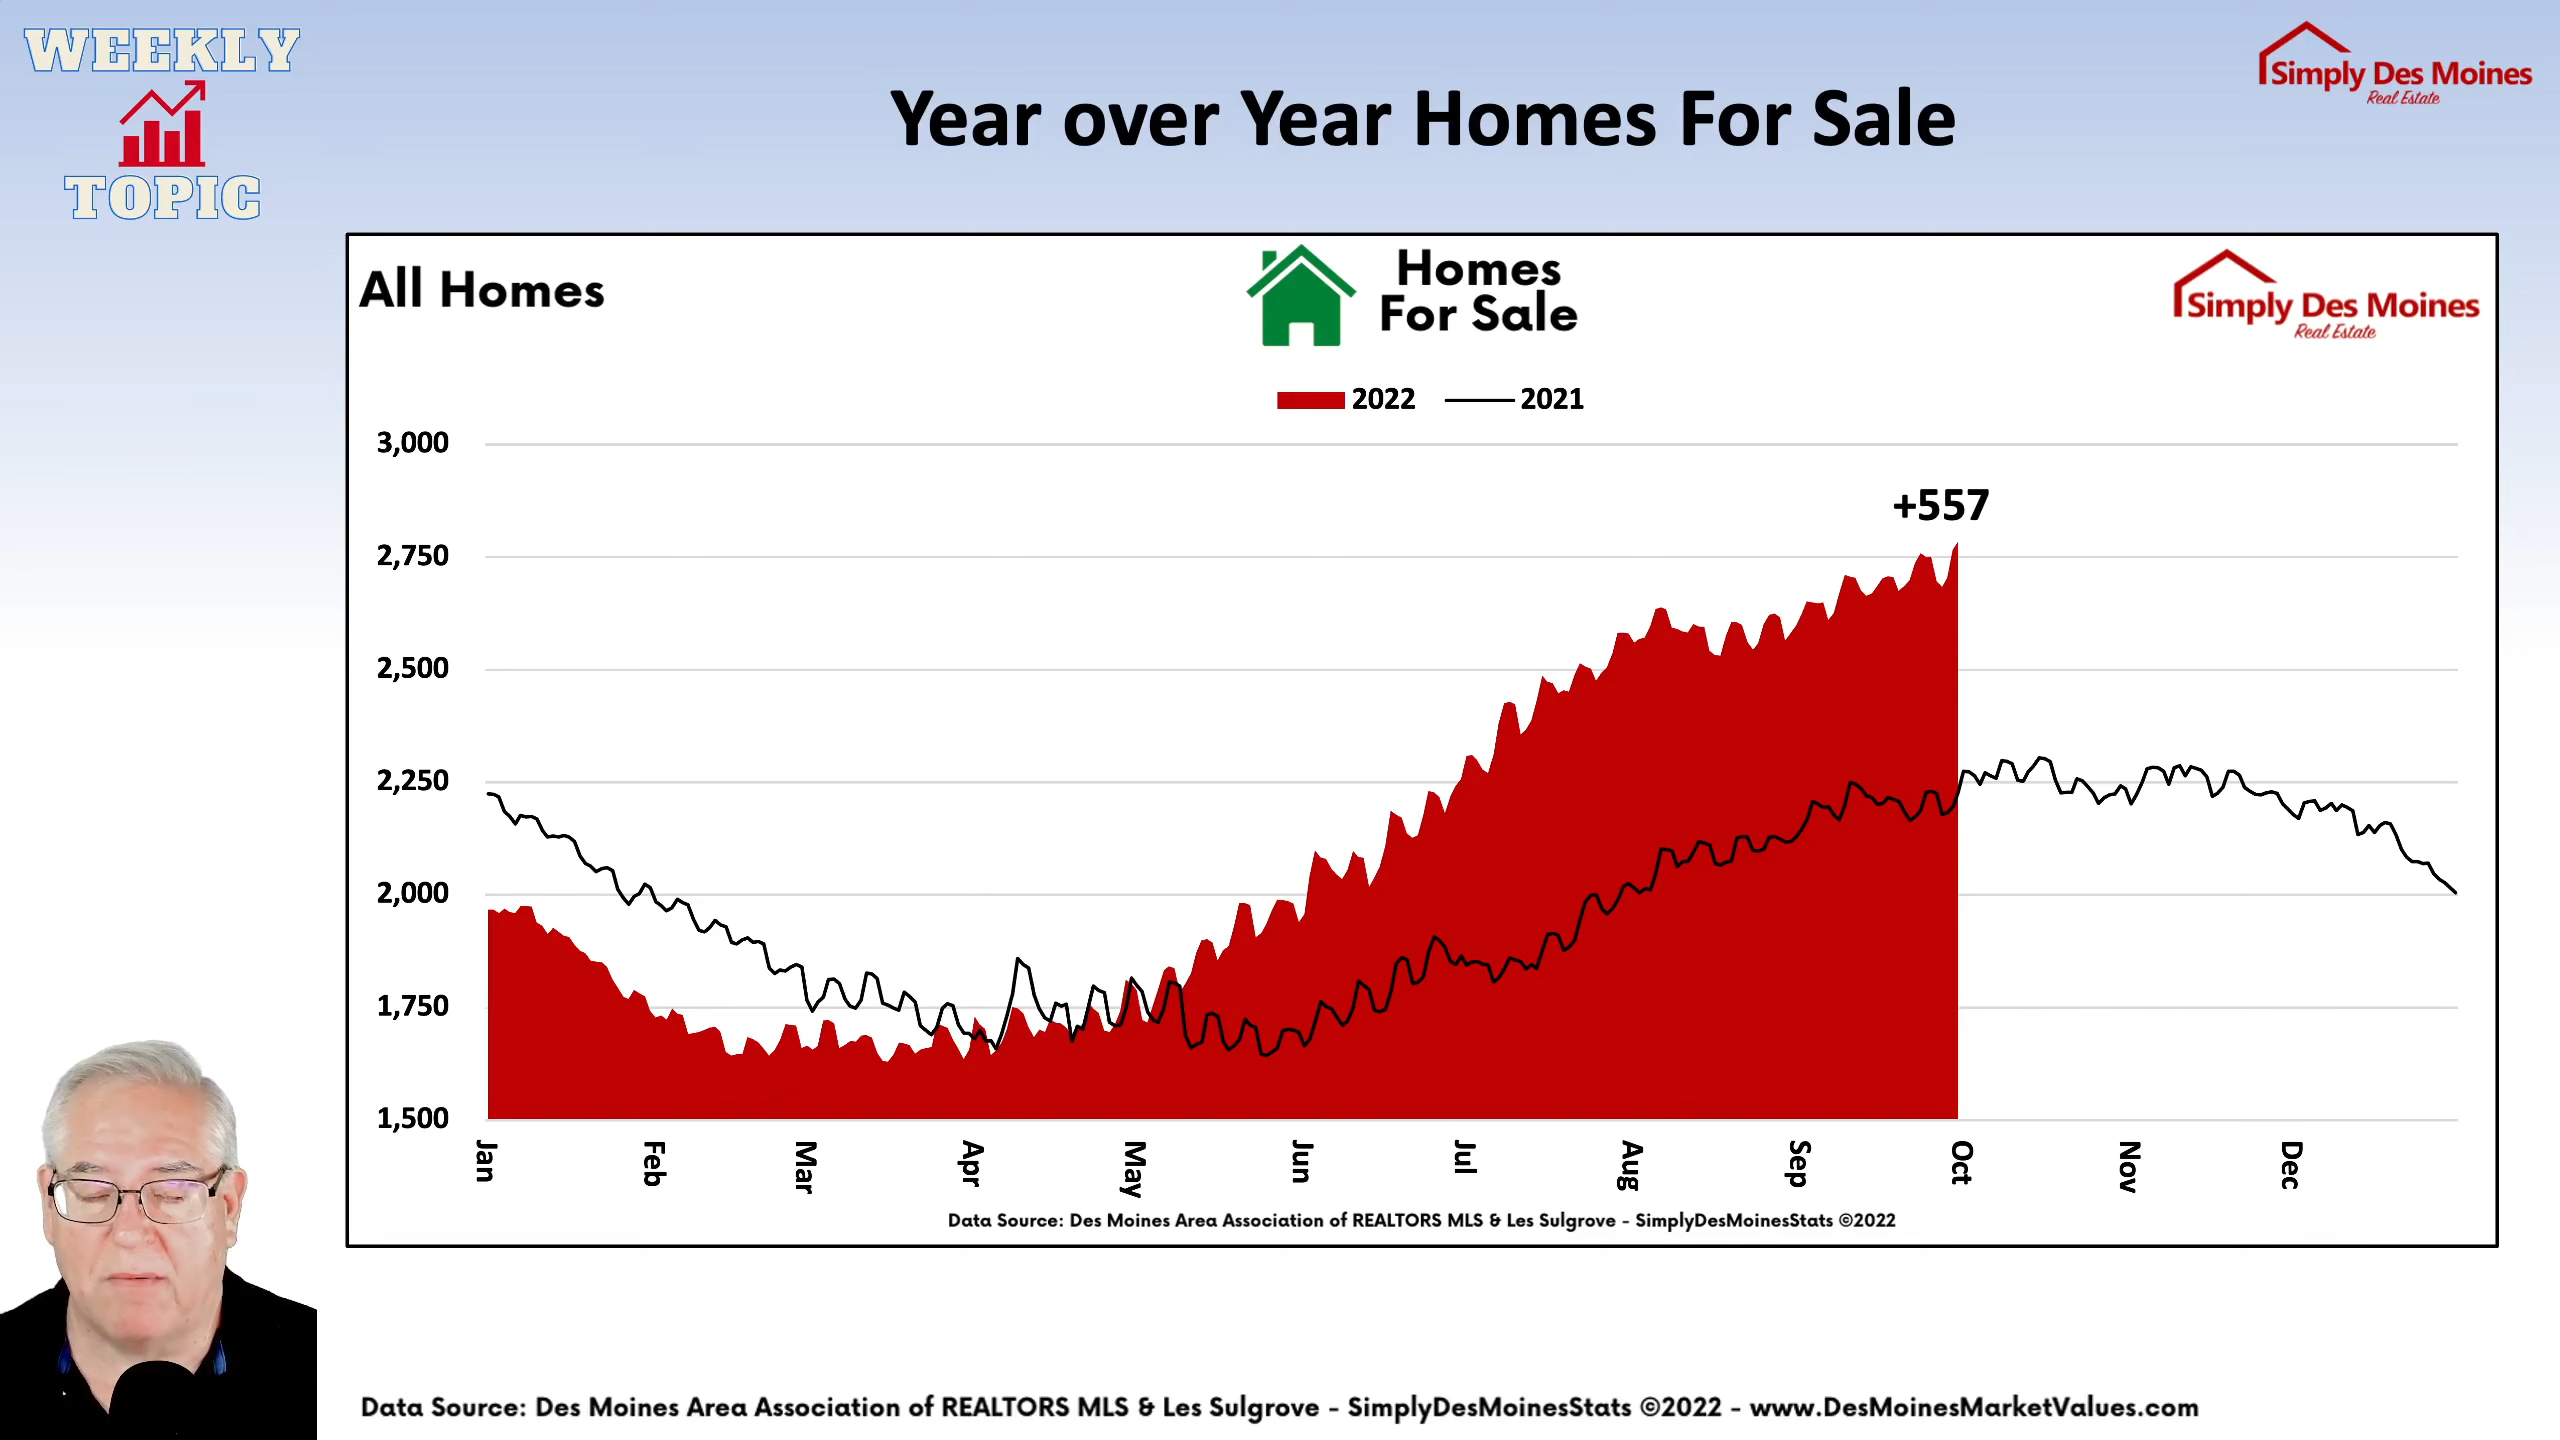 WEEKLY
TOPIC
Year over Year Homes For Sale
Simply Des Moines
Real Estate
All Homes
Homes
For Sale
Simply Des Moines
Real Estate
2022 2021
3,000
+557
2,750
2,500
2,250
2,000
1,750
1,500
Jan Feb Mar Apr May Jun Jul Aug Sep Oct Nov Dec
Data Source: Des Moines Area Association of REALTORS MLS & Les Sulgrove - SimplyDesMoinesStats ©2022
Data Source: Des Moines Area Association of REALTORS MLS & Les Sulgrove - SimplyDesMoinesStats ©2022 - www.DesMoinesMarketValues.com